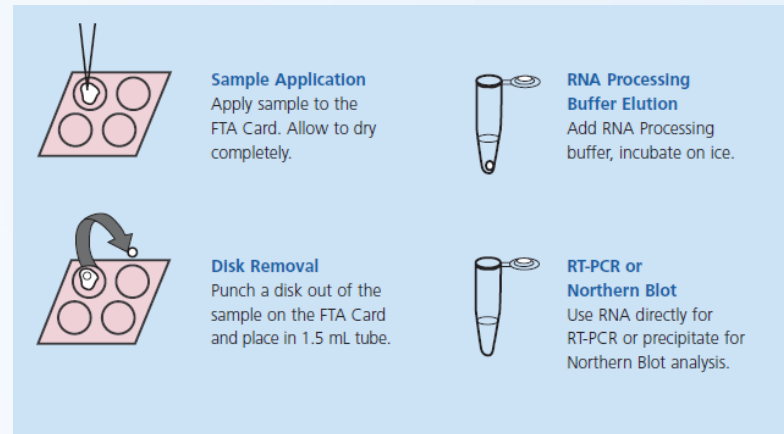 Sample Application
Apply sample to the
FTA Card. Allow to dry
completely.
Disk Removal
Punch a disk out of the
sample on the FTA Card
and place in 1.5 mL tube.
RNA Processing
Buffer Elution
Add RNA Processing
buffer, incubate on ice.
RT-PCR or
Northern Blot
Use RNA directly for
RT-PCR or precipitate for
Northern Blot analysis.